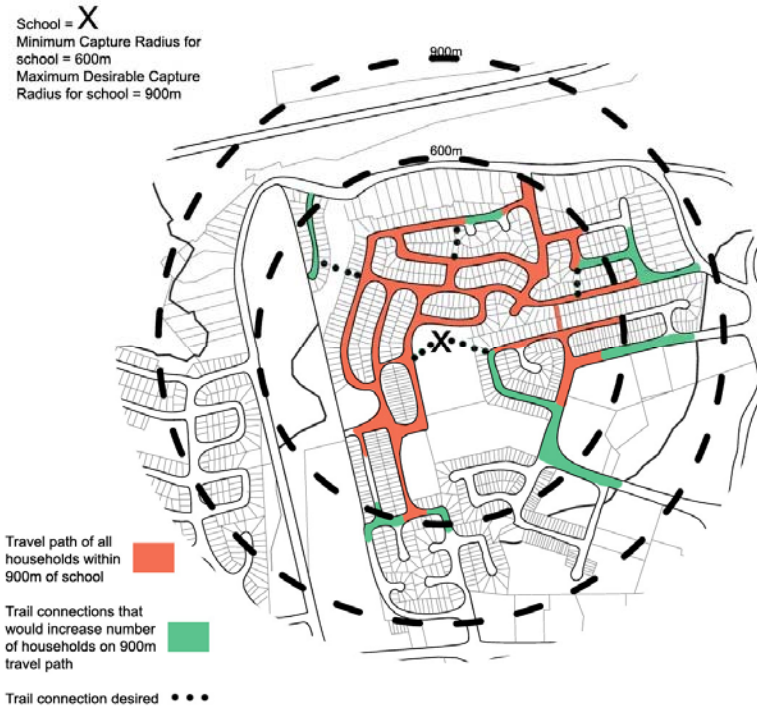 School = X
Minimum Capture Radius for
school = 600m
Maximum Desirable Capture
Radius for school = 900m
900m
600m
X
Travel path of all
households within
900m of school
Trail connections that
would increase number
of households on 900m
travel path
Trail connection desired